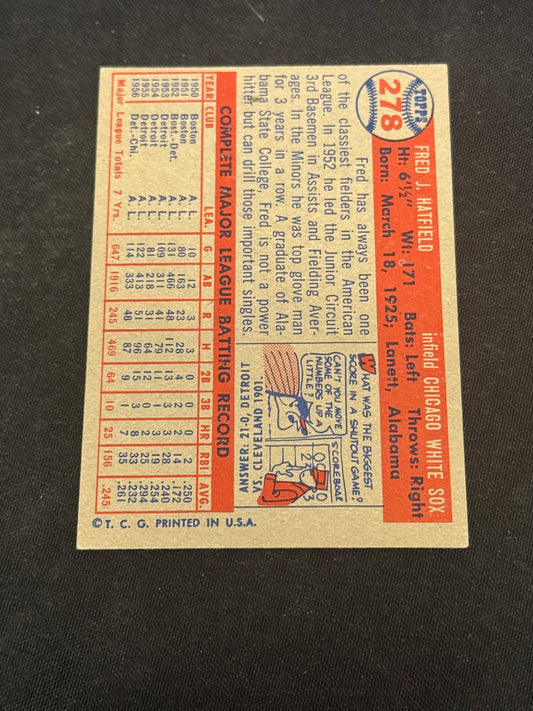 TOPPS
278
FRED J. HATFIELD infield CHICAGO WHITE SOX
Ht: 6'½" Wt: 171 Bats: Left Throws: Right
Born: March 18, 1925; Lanett, Alabama
Fred has always been one
of the classiest fielders in the American
League. In 1952 he led the Junior Circuit
3rd Basemen in Assists and Fielding Aver-
ages. In the Minors he was top glove man
for 3 years in a row. A graduate of Ala-
bama State College, Fred is not a power
hitter but can drill those important singles.
WHAT WAS THE BIGGEST
SCORE IN A SHUTOUT GAME?
CAN'T YOU MOVE
SOME OF THE
NUMBERS UP A
LITTLE?
SCOREBOAR
ANSWER: 21-0, DETROIT
VS. CLEVELAND 1901.
COMPLETE MAJOR LEAGUE BATTING RECORD
YEAR CLUB LEA. G AB R H 2B 3B HR RBI AVG.
1950 Boston A. L. 10 12 3 3 0 0 0 2 .250
1951 Boston A. L. 80 163 23 28 4 2 2 14 .172
1952 Bost.-Det. A. L. 131 466 48 112 13 2 3 28 .240
1953 Detroit A. L. 109 311 41 79 11 1 3 19 .254
1954 Detroit A. L. 81 218 31 64 12 0 2 25 .294
1955 Detroit A. L. 122 413 51 96 15 3 8 33 .232
1956 Det.-Chi. A. L. 114 333 48 87 9 2 7 35 .261
Major League Totals 7 Yrs. 647 1916 245 469 64 10 25 156 .245
© T. C. G. PRINTED IN U.S.A.